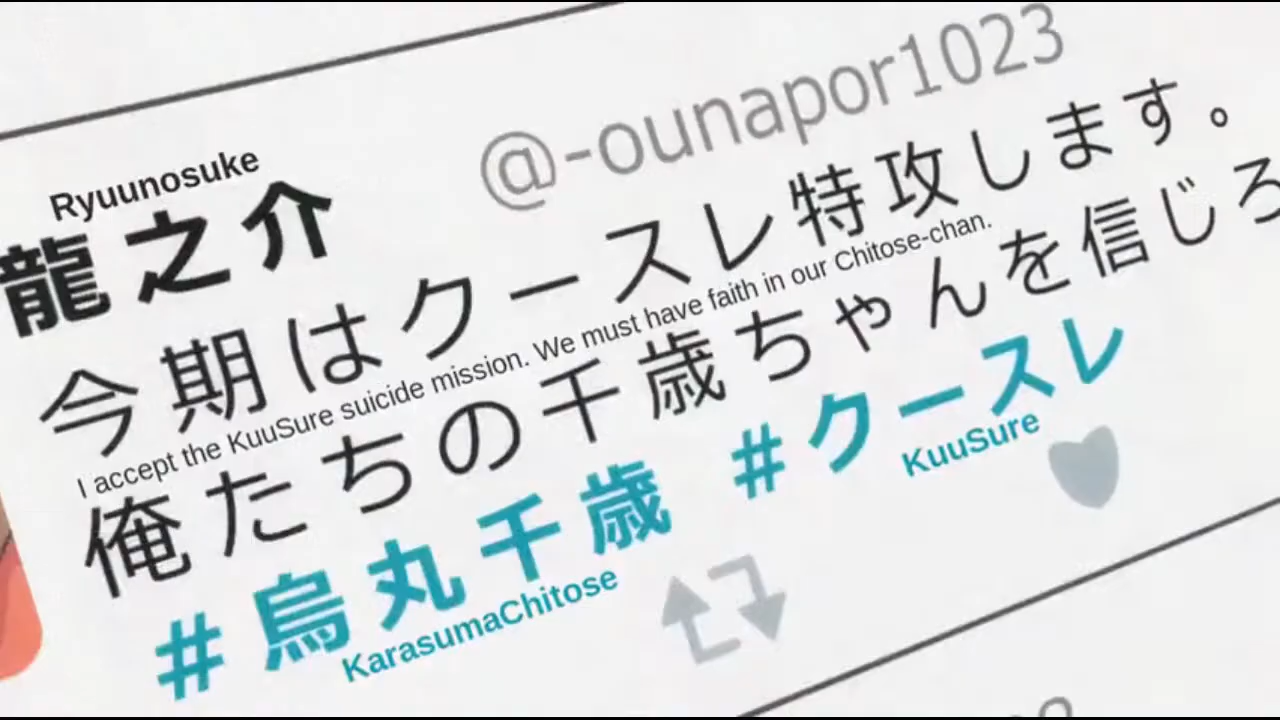 Ryuunosuke
龍之介
@-ounapor1023
今期はクースレ特攻します。
I accept the KuuSure suicide mission. We must have faith in our Chitose-chan.
俺たちの千歳ちゃんを信じろ
#烏丸千歳 #クースレ
KarasumaChitose KuuSure